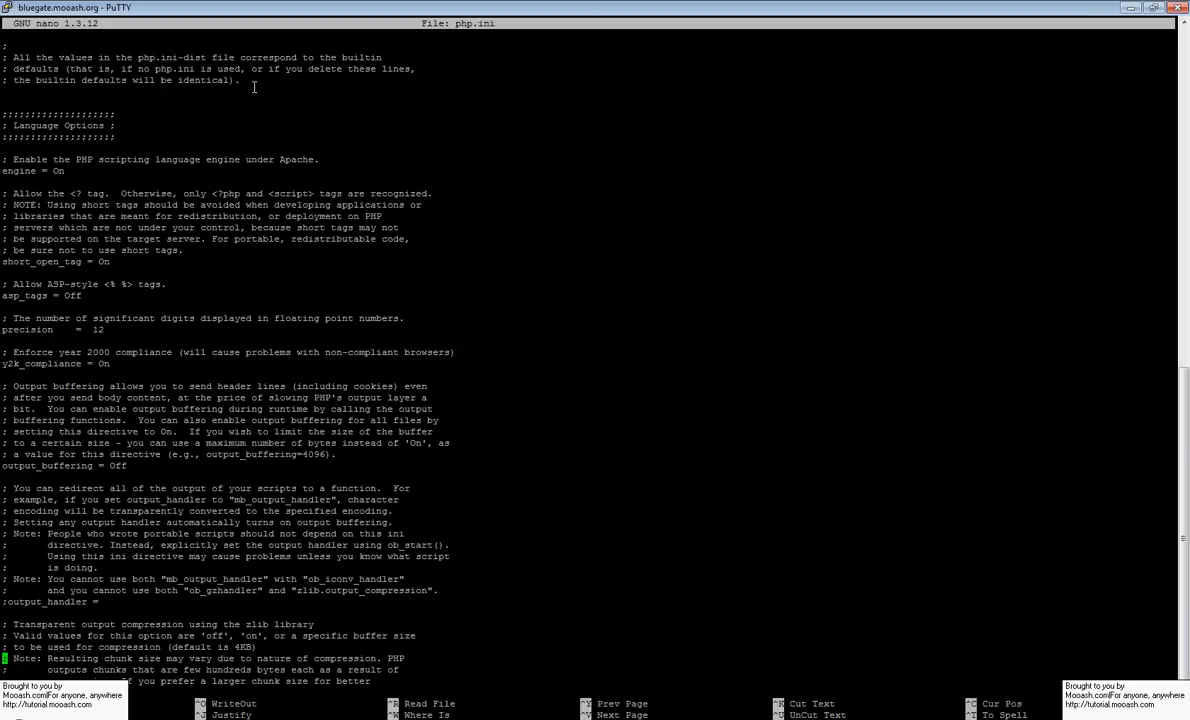 bluegate.mooash.org - PuTTY
GNU nano 1.3.12 File: php.ini
;
; All the values in the php.ini-dist file correspond to the builtin
; defaults (that is, if no php.ini is used, or if you delete these lines,
; the builtin defaults will be identical).
;;;;;;;;;;;;;;;;;;;;
; Language Options ;
;;;;;;;;;;;;;;;;;;;;
; Enable the PHP scripting language engine under Apache.
engine = On
; Allow the <? tag.  Otherwise, only <?php and <script> tags are recognized.
; NOTE: Using short tags should be avoided when developing applications or
; libraries that are meant for redistribution, or deployment on PHP
; servers which are not under your control, because short tags may not
; be supported on the target server. For portable, redistributable code,
; be sure not to use short tags.
short_open_tag = On
; Allow ASP-style <% %> tags.
asp_tags = Off
; The number of significant digits displayed in floating point numbers.
precision    =  12
; Enforce year 2000 compliance (will cause problems with non-compliant browsers)
y2k_compliance = On
; Output buffering allows you to send header lines (including cookies) even
; after you send body content, at the price of slowing PHP's output layer a
; bit.  You can enable output buffering during runtime by calling the output
; buffering functions.  You can also enable output buffering for all files by
; setting this directive to On.  If you wish to limit the size of the buffer
; to a certain size - you can use a maximum number of bytes instead of 'On', as
; a value for this directive (e.g., output_buffering=4096).
output_buffering = Off
; You can redirect all of the output of your scripts to a function.  For
; example, if you set output_handler to "mb_output_handler", character
; encoding will be transparently converted to the specified encoding.
; Setting any output handler automatically turns on output buffering.
; Note: People who wrote portable scripts should not depend on this ini
;       directive. Instead, explicitly set the output handler using ob_start().
;       Using this ini directive may cause problems unless you know what script
;       is doing.
; Note: You cannot use both "mb_output_handler" with "ob_iconv_handler"
;       and you cannot use both "ob_gzhandler" and "zlib.output_compression".
;output_handler =
; Transparent output compression using the zlib library
; Valid values for this option are 'off', 'on', or a specific buffer size
; to be used for compression (default is 4KB)
; Note: Resulting chunk size may vary due to nature of compression. PHP
;       outputs chunks that are few hundreds bytes each as a result of
f you prefer a larger chunk size for better
Brought to you by
Mooash.com|For anyone, anywhere
http://tutorial.mooash.com
^O WriteOut ^R Read File ^Y Prev Page ^K Cut Text ^C Cur Pos
^J Justify ^W Where Is ^V Next Page ^U UnCut Text ^T To Spell
Brought to you by
Mooash.com|For anyone, anywhere
http://tutorial.mooash.com